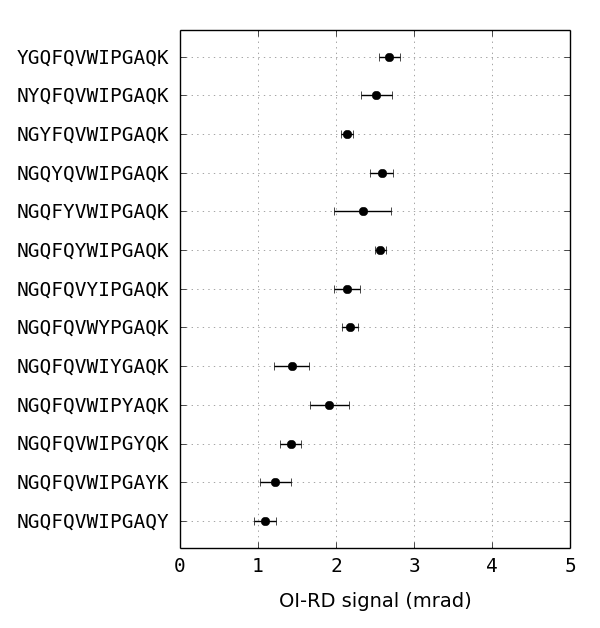 YGQFQVWIPGAQK
NYQFQVWIPGAQK
NGYFQVWIPGAQK
NGQYQVWIPGAQK
NGQFYVWIPGAQK
NGQFQYWIPGAQK
NGQFQVYIPGAQK
NGQFQVWYPGAQK
NGQFQVWIYGAQK
NGQFQVWIPYAQK
NGQFQVWIPGYQK
NGQFQVWIPGAYK
NGQFQVWIPGAQY
0 1 2 3 4 5
OI-RD signal (mrad)